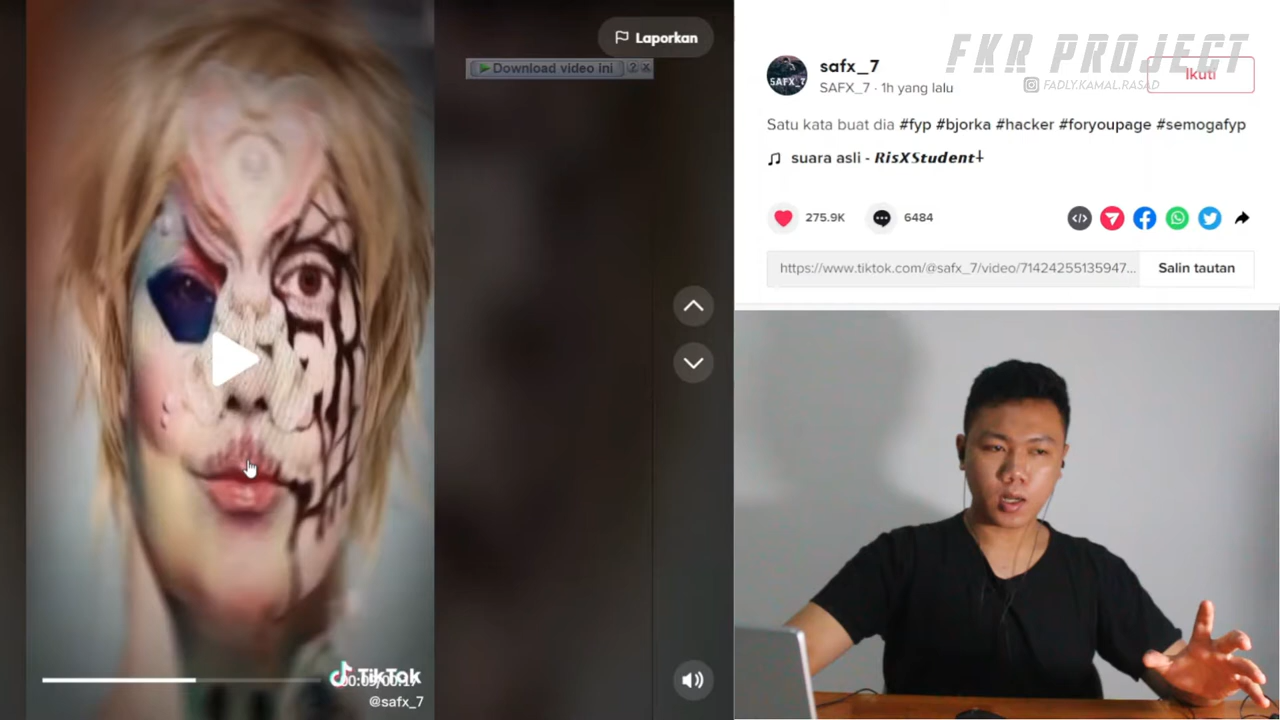 Laporkan
Download video ini
TikTok
@safx_7
FKR PROJECT
safx_7
SAFX_7 · 1h yang lalu
FADLY.KAMAL.RASAD
Ikuti
Satu kata buat dia #fyp #bjorka #hacker #foryoupage #semogafyp
suara asli - RisXStudent
275.9K
6484
https://www.tiktok.com/@safx_7/video/71424255135947...
Salin tautan
SAFX_7